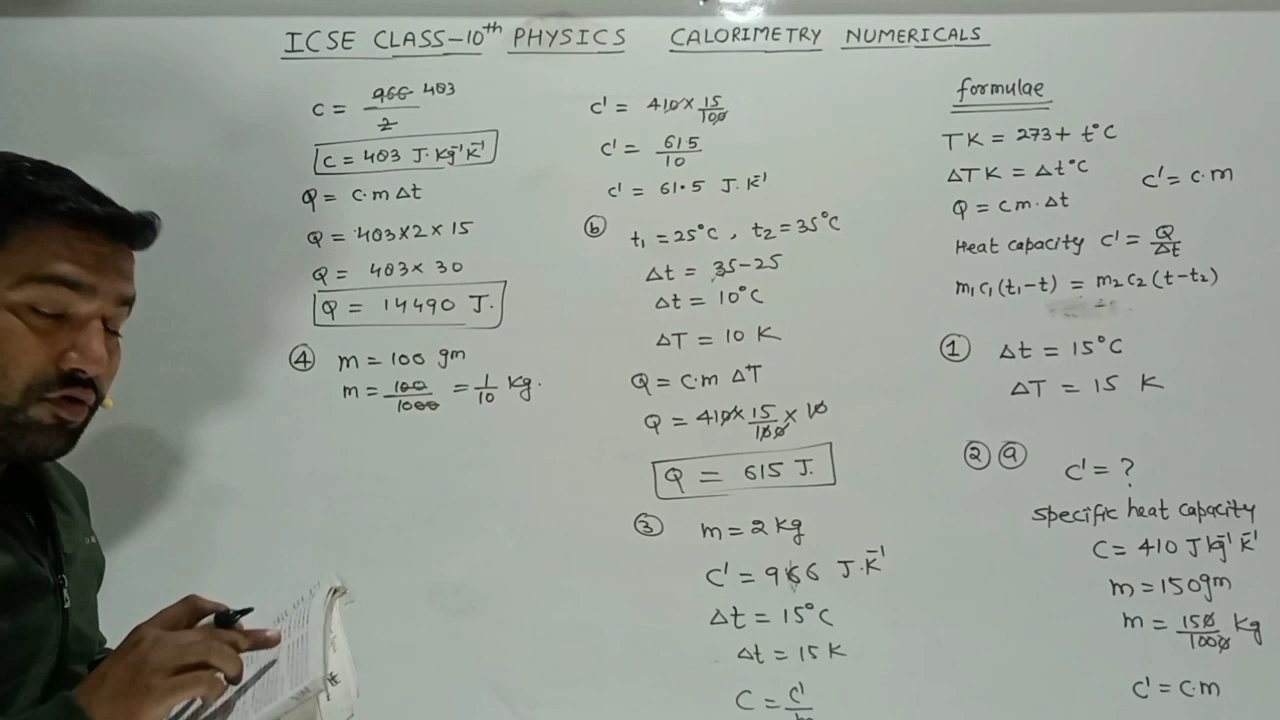 ICSE CLASS-10th PHYSICS CALORIMETRY NUMERICALS
C = 966 403 / 2
C = 403 J.Kg⁻¹K⁻¹
Q = C.m Δt
Q = 403×2×15
Q = 403× 30
Q = 14490 J.
④ m = 100 gm
m = 100/1000 = 1/10 Kg.
C' = 410× 15/100
C' = 615/10
C' = 61.5 J.K⁻¹
ⓑ t₁ = 25°C, t₂ = 35°C
Δt = 35-25
Δt = 10°C
ΔT = 10 K
Q = C.m ΔT
Q = 410× 15/100 × 10
Q = 615 J.
③ m = 2 Kg
C' = 966 J.K⁻¹
Δt = 15°C
Δt = 15 K
C = C'/m
formulae
TK = 273+ t°C
ΔTK = Δt°C C' = C.m
Q = cm.Δt
Heat capacity C' = Q/Δt
m₁c₁(t₁-t) = m₂c₂(t-t₂)
① Δt = 15°C
ΔT = 15 K
② ⓐ C' = ?
specific heat capacity
C = 410 J Kg⁻¹ K⁻¹
m = 150gm
m = 150/1000 Kg
C' = C.m